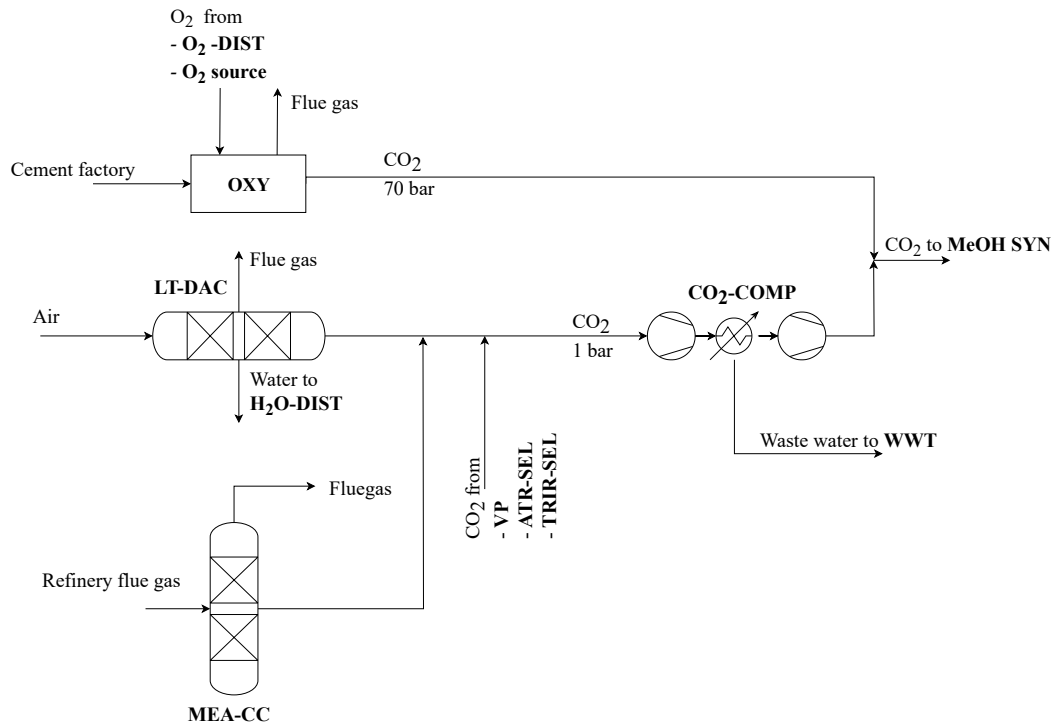 O2 from
- O2 -DIST
- O2 source
Flue gas
Cement factory
OXY
CO2
70 bar
CO2 to MeOH SYN
Flue gas
LT-DAC
CO2-COMP
Air
CO2
1 bar
Water to
H2O-DIST
Waste water to WWT
CO2 from
- VP
- ATR-SEL
- TRIR-SEL
Fluegas
Refinery flue gas
MEA-CC